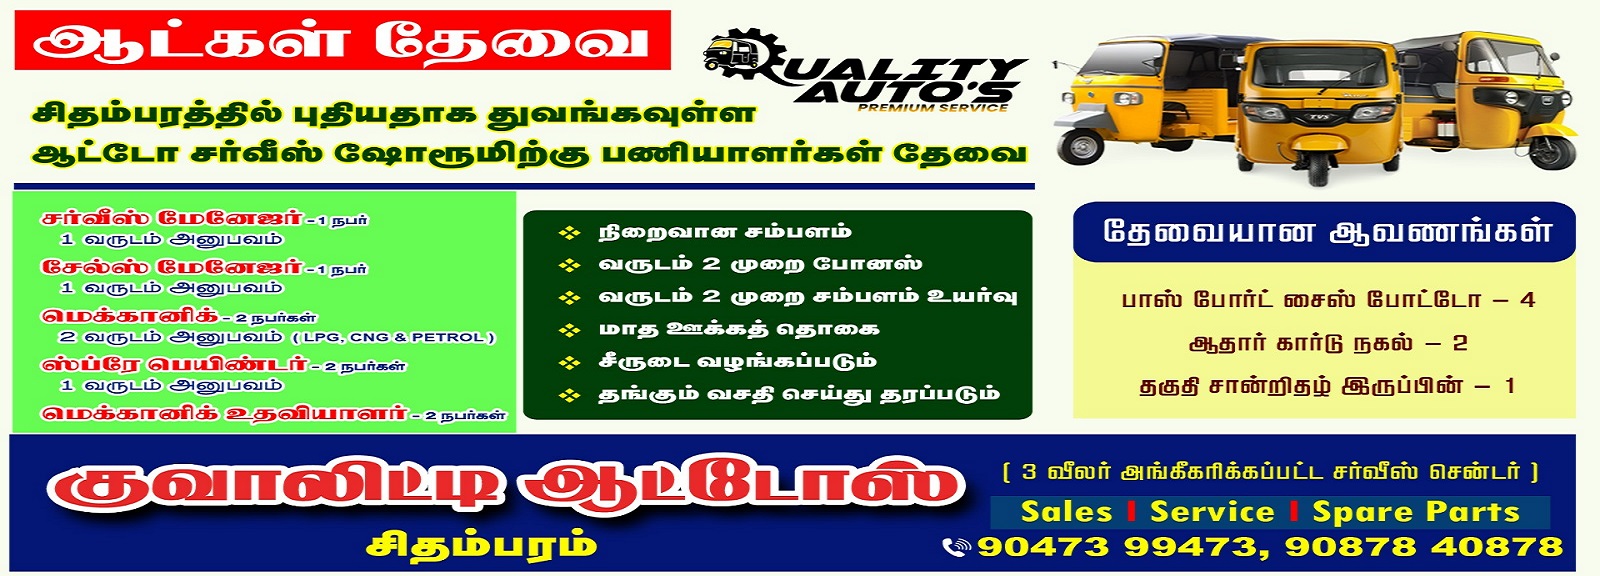 ஆட்கள் தேவை
QUALITY
AUTO'S
PREMIUM SERVICE
சிதம்பரத்தில் புதியதாக துவங்கவுள்ள
ஆட்டோ சர்வீஸ் ஷோரூமிற்கு பணியாளர்கள் தேவை
TVS
சர்வீஸ் மேனேஜர் - 1 நபர்
1 வருடம் அனுபவம்
சேல்ஸ் மேனேஜர் - 1 நபர்
1 வருடம் அனுபவம்
மெக்கானிக் - 2 நபர்கள்
2 வருடம் அனுபவம் ( LPG, CNG & PETROL )
ஸ்ப்ரே பெயிண்டர் - 2 நபர்கள்
1 வருடம் அனுபவம்
மெக்கானிக் உதவியாளர் - 2 நபர்கள்
நிறைவான சம்பளம்
வருடம் 2 முறை போனஸ்
வருடம் 2 முறை சம்பளம் உயர்வு
மாத ஊக்கத் தொகை
சீருடை வழங்கப்படும்
தங்கும் வசதி செய்து தரப்படும்
தேவையான ஆவணங்கள்
பாஸ் போர்ட் சைஸ் போட்டோ – 4
ஆதார் கார்டு நகல் – 2
தகுதி சான்றிதழ் இருப்பின் – 1
குவாலிட்டி ஆட்டோஸ்
சிதம்பரம்
( 3 வீலர் அங்கீகரிக்கப்பட்ட சர்வீஸ் சென்டர் )
Sales | Service | Spare Parts
90473 99473, 90878 40878